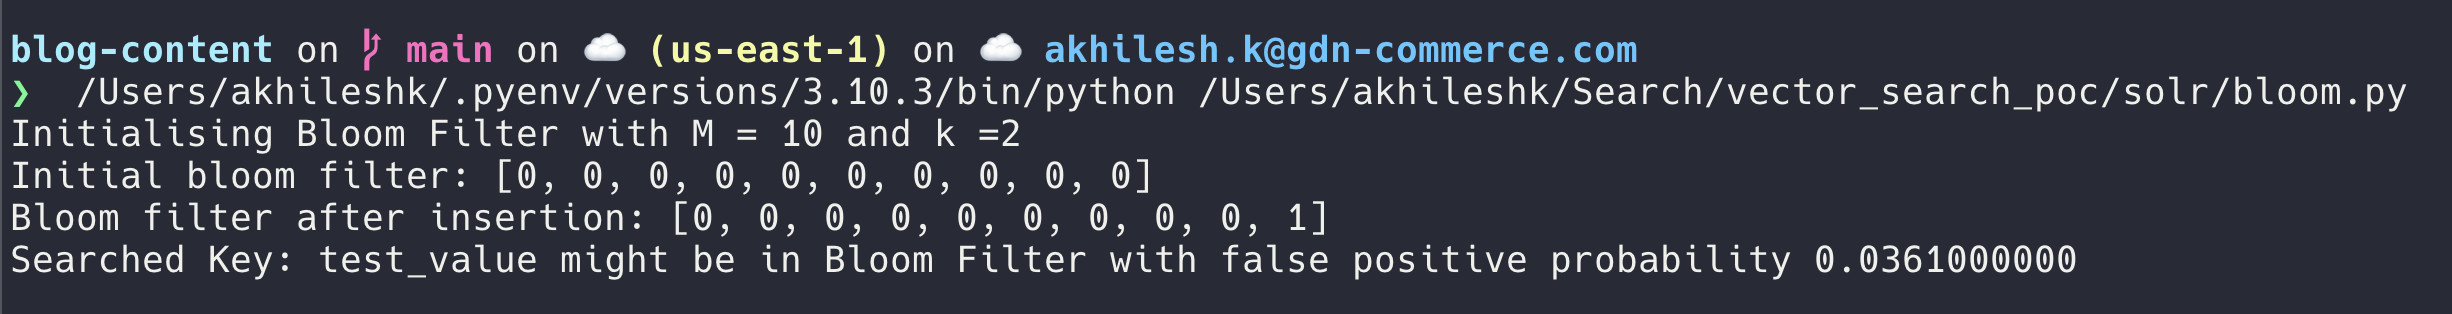 blog-content on main on ☁️ (us-east-1) on ☁️ akhilesh.k@gdn-commerce.com
❯ /Users/akhileshk/.pyenv/versions/3.10.3/bin/python /Users/akhileshk/Search/vector_search_poc/solr/bloom.py
Initialising Bloom Filter with M = 10 and k =2
Initial bloom filter: [0, 0, 0, 0, 0, 0, 0, 0, 0, 0]
Bloom filter after insertion: [0, 0, 0, 0, 0, 0, 0, 0, 0, 1]
Searched Key: test_value might be in Bloom Filter with false positive probability 0.0361000000